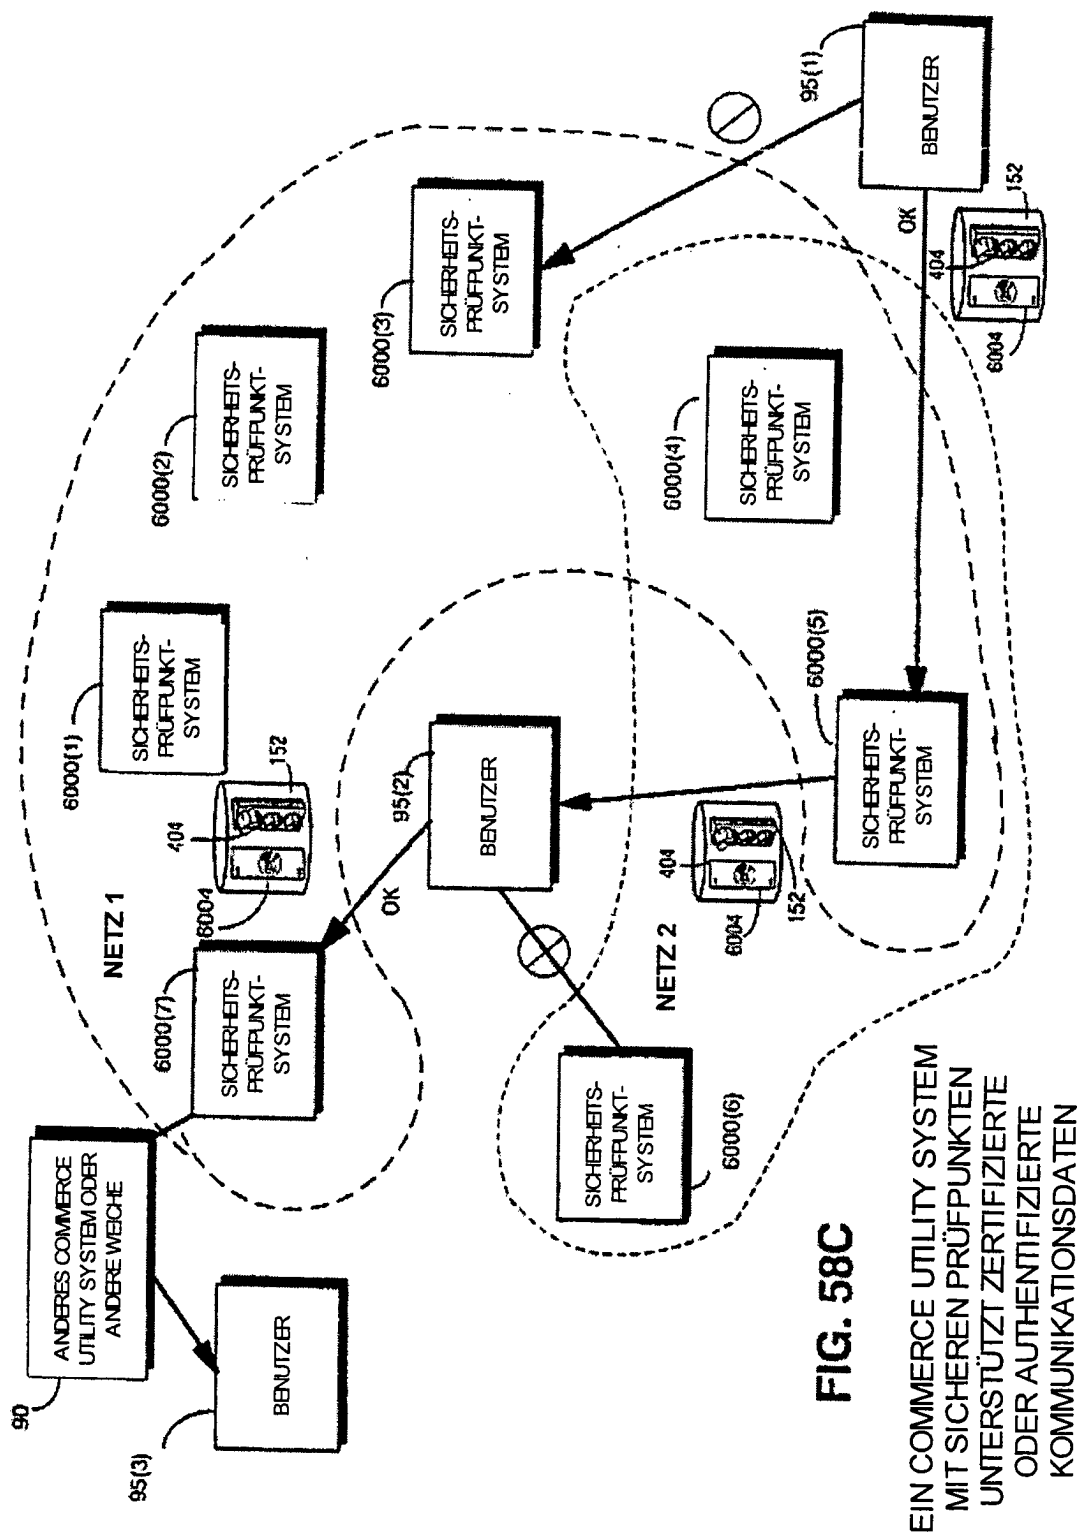 90
ANDERES COMMERCE
UTILITY SYSTEM ODER
ANDERE WEICHE
95(3)
BENUTZER
NETZ 1
6000(7)
SICHERHEITS-
PRÜFPUNKT-
SYSTEM
6000(1)
SICHERHEITS-
PRÜFPUNKT-
SYSTEM
6004
404
152
6000(2)
SICHERHEITS-
PRÜFPUNKT-
SYSTEM
6000(3)
SICHERHEITS-
PRÜFPUNKT-
SYSTEM
OK
95(2)
BENUTZER
6000(6)
SICHERHEITS-
PRÜFPUNKT-
SYSTEM
NETZ 2
404
6004
152
6000(4)
SICHERHEITS-
PRÜFPUNKT-
SYSTEM
6000(5)
SICHERHEITS-
PRÜFPUNKT-
SYSTEM
95(1)
BENUTZER
OK
404
152
6004
FIG. 58C
EIN COMMERCE UTILITY SYSTEM
MIT SICHEREN PRÜFPUNKTEN
UNTERSTÜTZT ZERTIFIZIERTE
ODER AUTHENTIFIZIERTE
KOMMUNIKATIONSDATEN